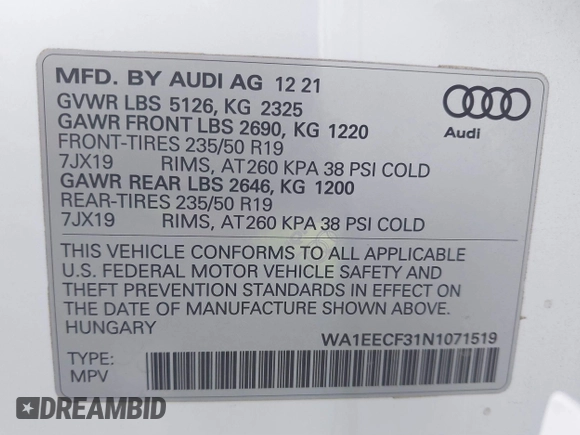 MFD. BY AUDI AG 12 21
GVWR LBS 5126, KG 2325
GAWR FRONT LBS 2690, KG 1220
FRONT-TIRES 235/50 R19
7JX19 RIMS, AT260 KPA 38 PSI COLD
GAWR REAR LBS 2646, KG 1200
REAR-TIRES 235/50 R19
7JX19 RIMS, AT260 KPA 38 PSI COLD
Audi
THIS VEHICLE CONFORMS TO ALL APPLICABLE
U.S. FEDERAL MOTOR VEHICLE SAFETY AND
THEFT PREVENTION STANDARDS IN EFFECT ON
THE DATE OF MANUFACTURE SHOWN ABOVE.
HUNGARY
WA1EECF31N1071519
TYPE:
MPV
DREAMBID